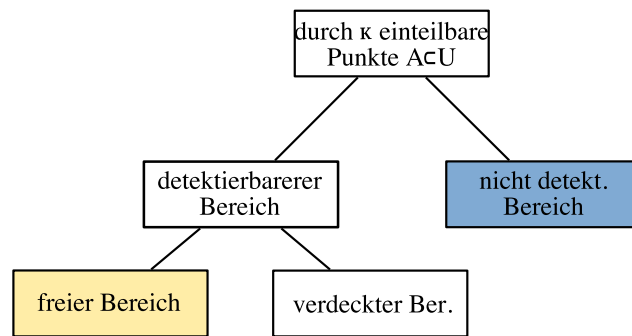 durch κ einteilbare
Punkte A⊂U
detektierbarerer
Bereich
nicht detekt.
Bereich
freier Bereich
verdeckter Ber.